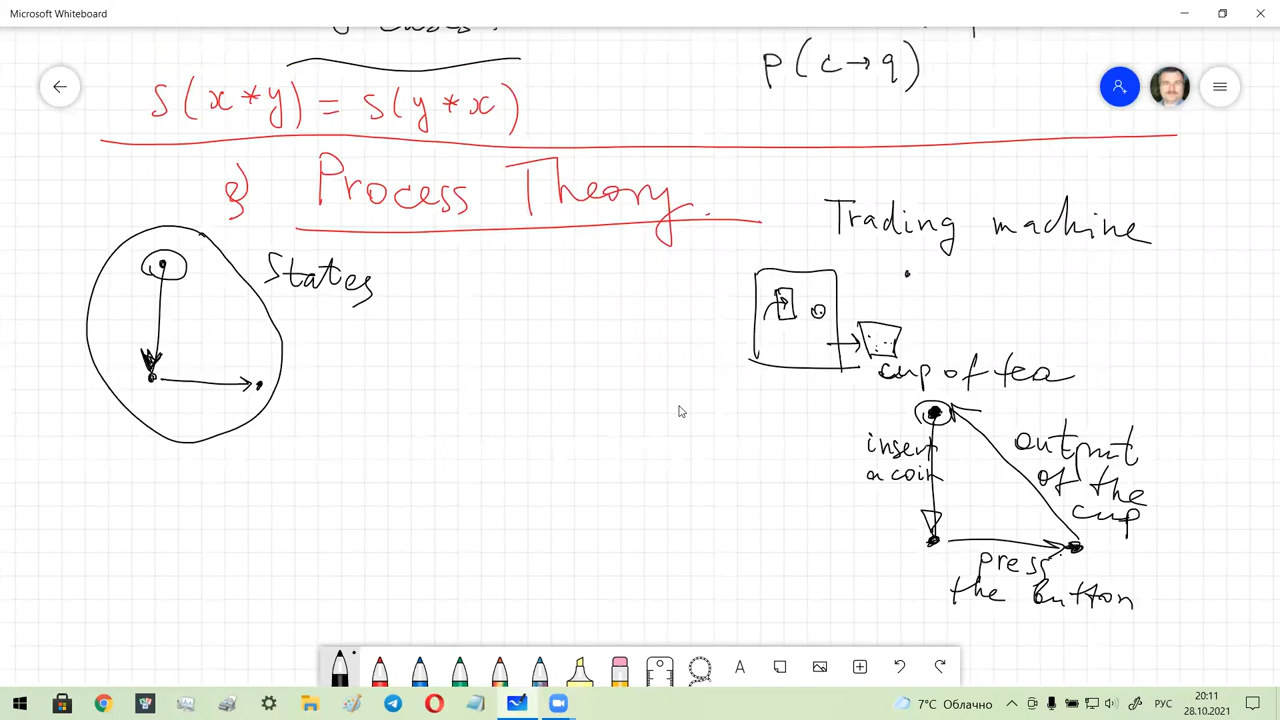 Microsoft Whiteboard
p(c→q)
s(x*y) = s(y*x)
3) Process Theory.
Trading machine
States
cup of tea
insert
a coin
output
of the
cup
press
the button
A
7°C Облачно
РУС
20:11
28.10.2021